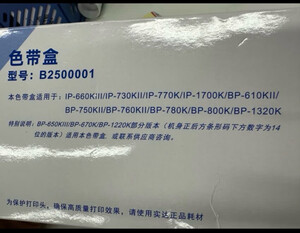 色带盒
型号：B2500001
本色带盒适用于：IP-660KIII/IP-730KII/IP-770K/IP-1700K/BP-610KII/
BP-750KII/BP-760KII/BP-780K/BP-800K/BP-1320K
特别说明：BP-650KIII/BP-670K/BP-1220K部分版本（机身正后方条形码下方数字为14
位的版本）适用本色带盒，或联系供应商咨询。
为保护打印头，确保高质量打印效果，请使用实达正品耗材